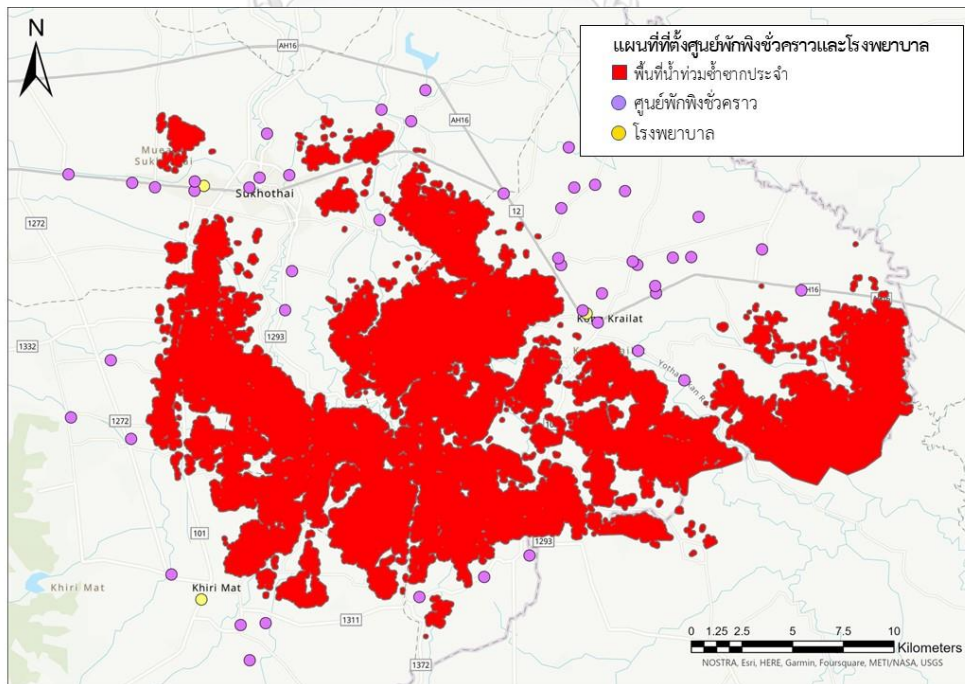 N
แผนที่ที่ตั้งศูนย์พักพิงชั่วคราวและโรงพยาบาล
พื้นที่น้ำท่วมซ้ำซากประจำ
ศูนย์พักพิงชั่วคราว
โรงพยาบาล
AH16
AH16
Sukhothai
Sukhothai
12
1272
H16
Krailat
1332
1293
1272
101
1293
Khiri Mat
Khiri Mat
1311
1372
0 1.25 2.5 5 7.5 10
Kilometers
NOSTRA, Esri, HERE, Garmin, Foursquare, METI/NASA, USGS